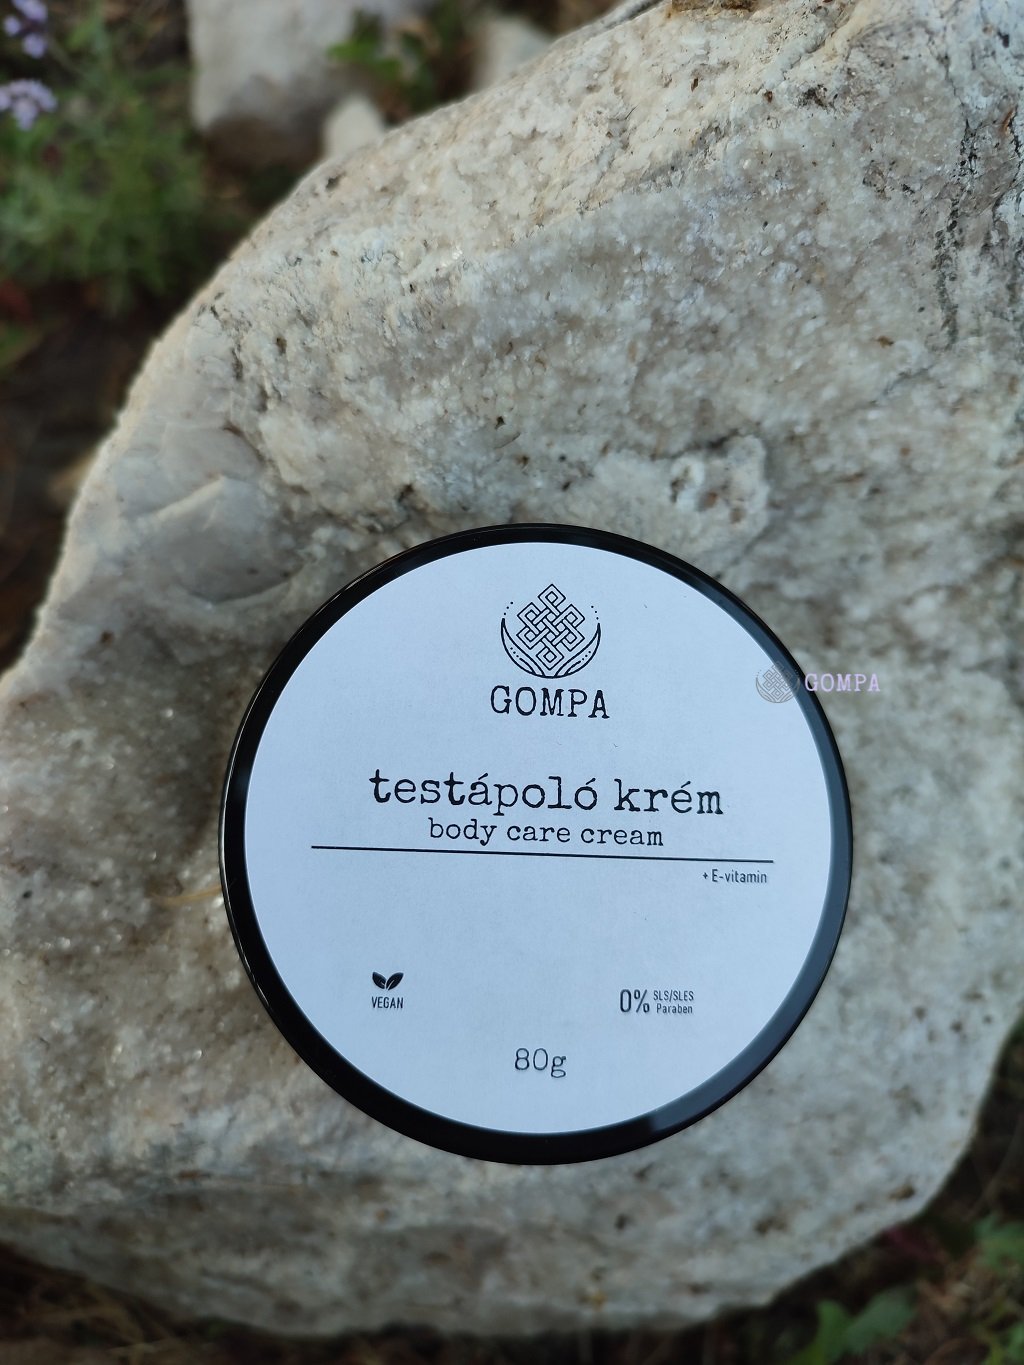 GOMPA
GOMPA
testápoló krém
body care cream
+ E-vitamin
VEGAN
0% SLS/SLES
Paraben
80g